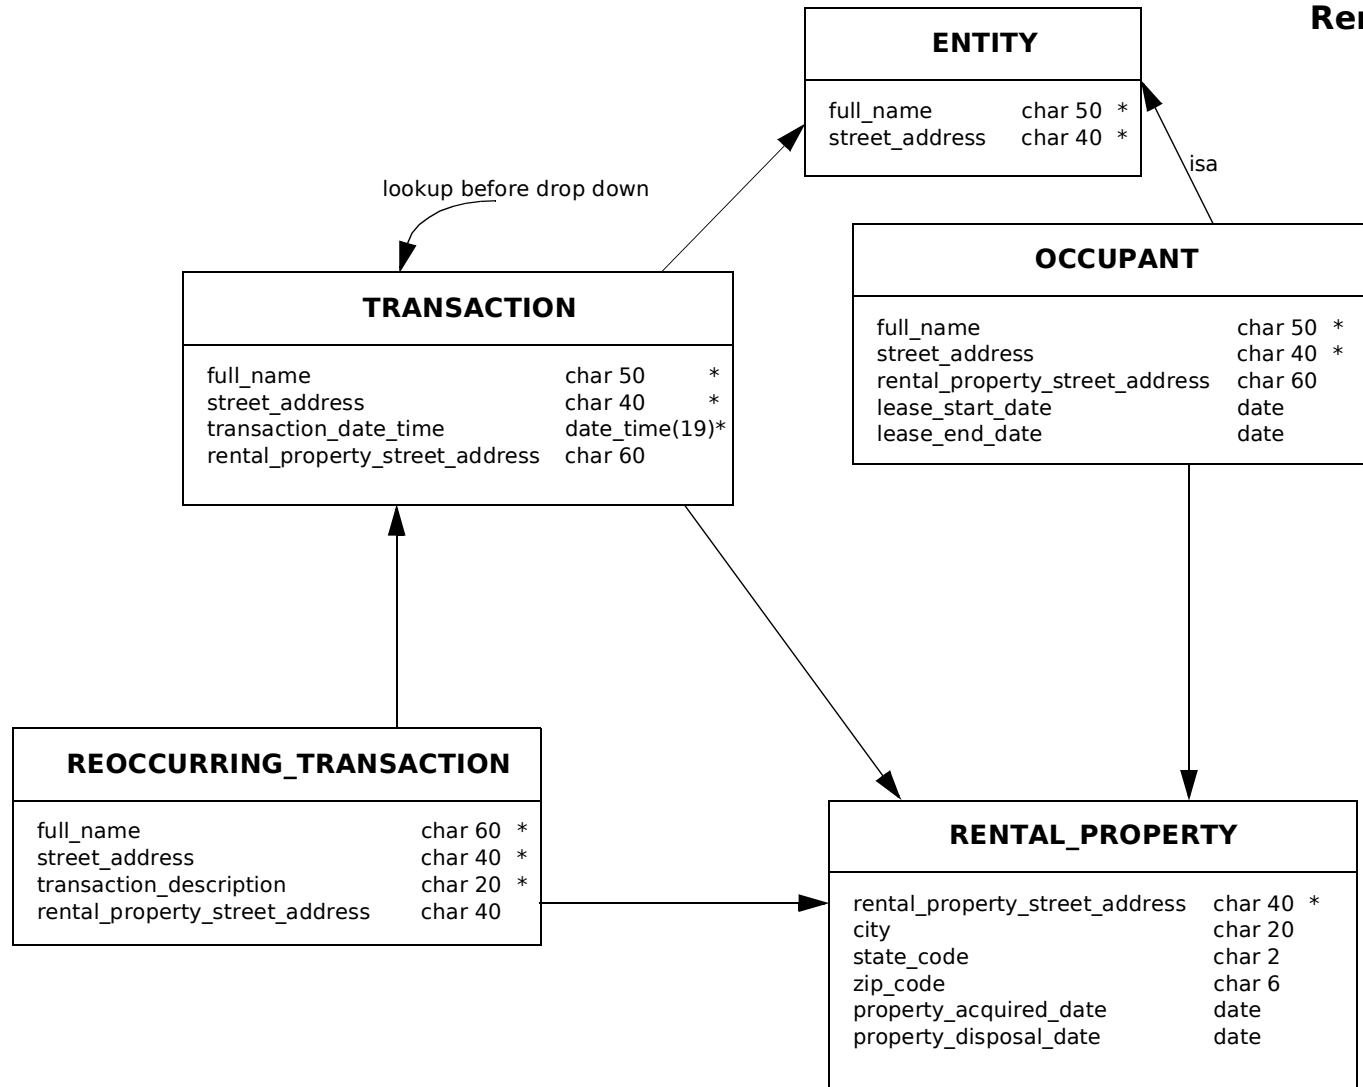 Ren
ENTITY
full_name char 50 *
street_address char 40 *
isa
lookup before drop down
OCCUPANT
full_name char 50 *
street_address char 40 *
rental_property_street_address char 60
lease_start_date date
lease_end_date date
TRANSACTION
full_name char 50 *
street_address char 40 *
transaction_date_time date_time(19)*
rental_property_street_address char 60
REOCCURRING_TRANSACTION
full_name char 60 *
street_address char 40 *
transaction_description char 20 *
rental_property_street_address char 40
RENTAL_PROPERTY
rental_property_street_address char 40 *
city char 20
state_code char 2
zip_code char 6
property_acquired_date date
property_disposal_date date